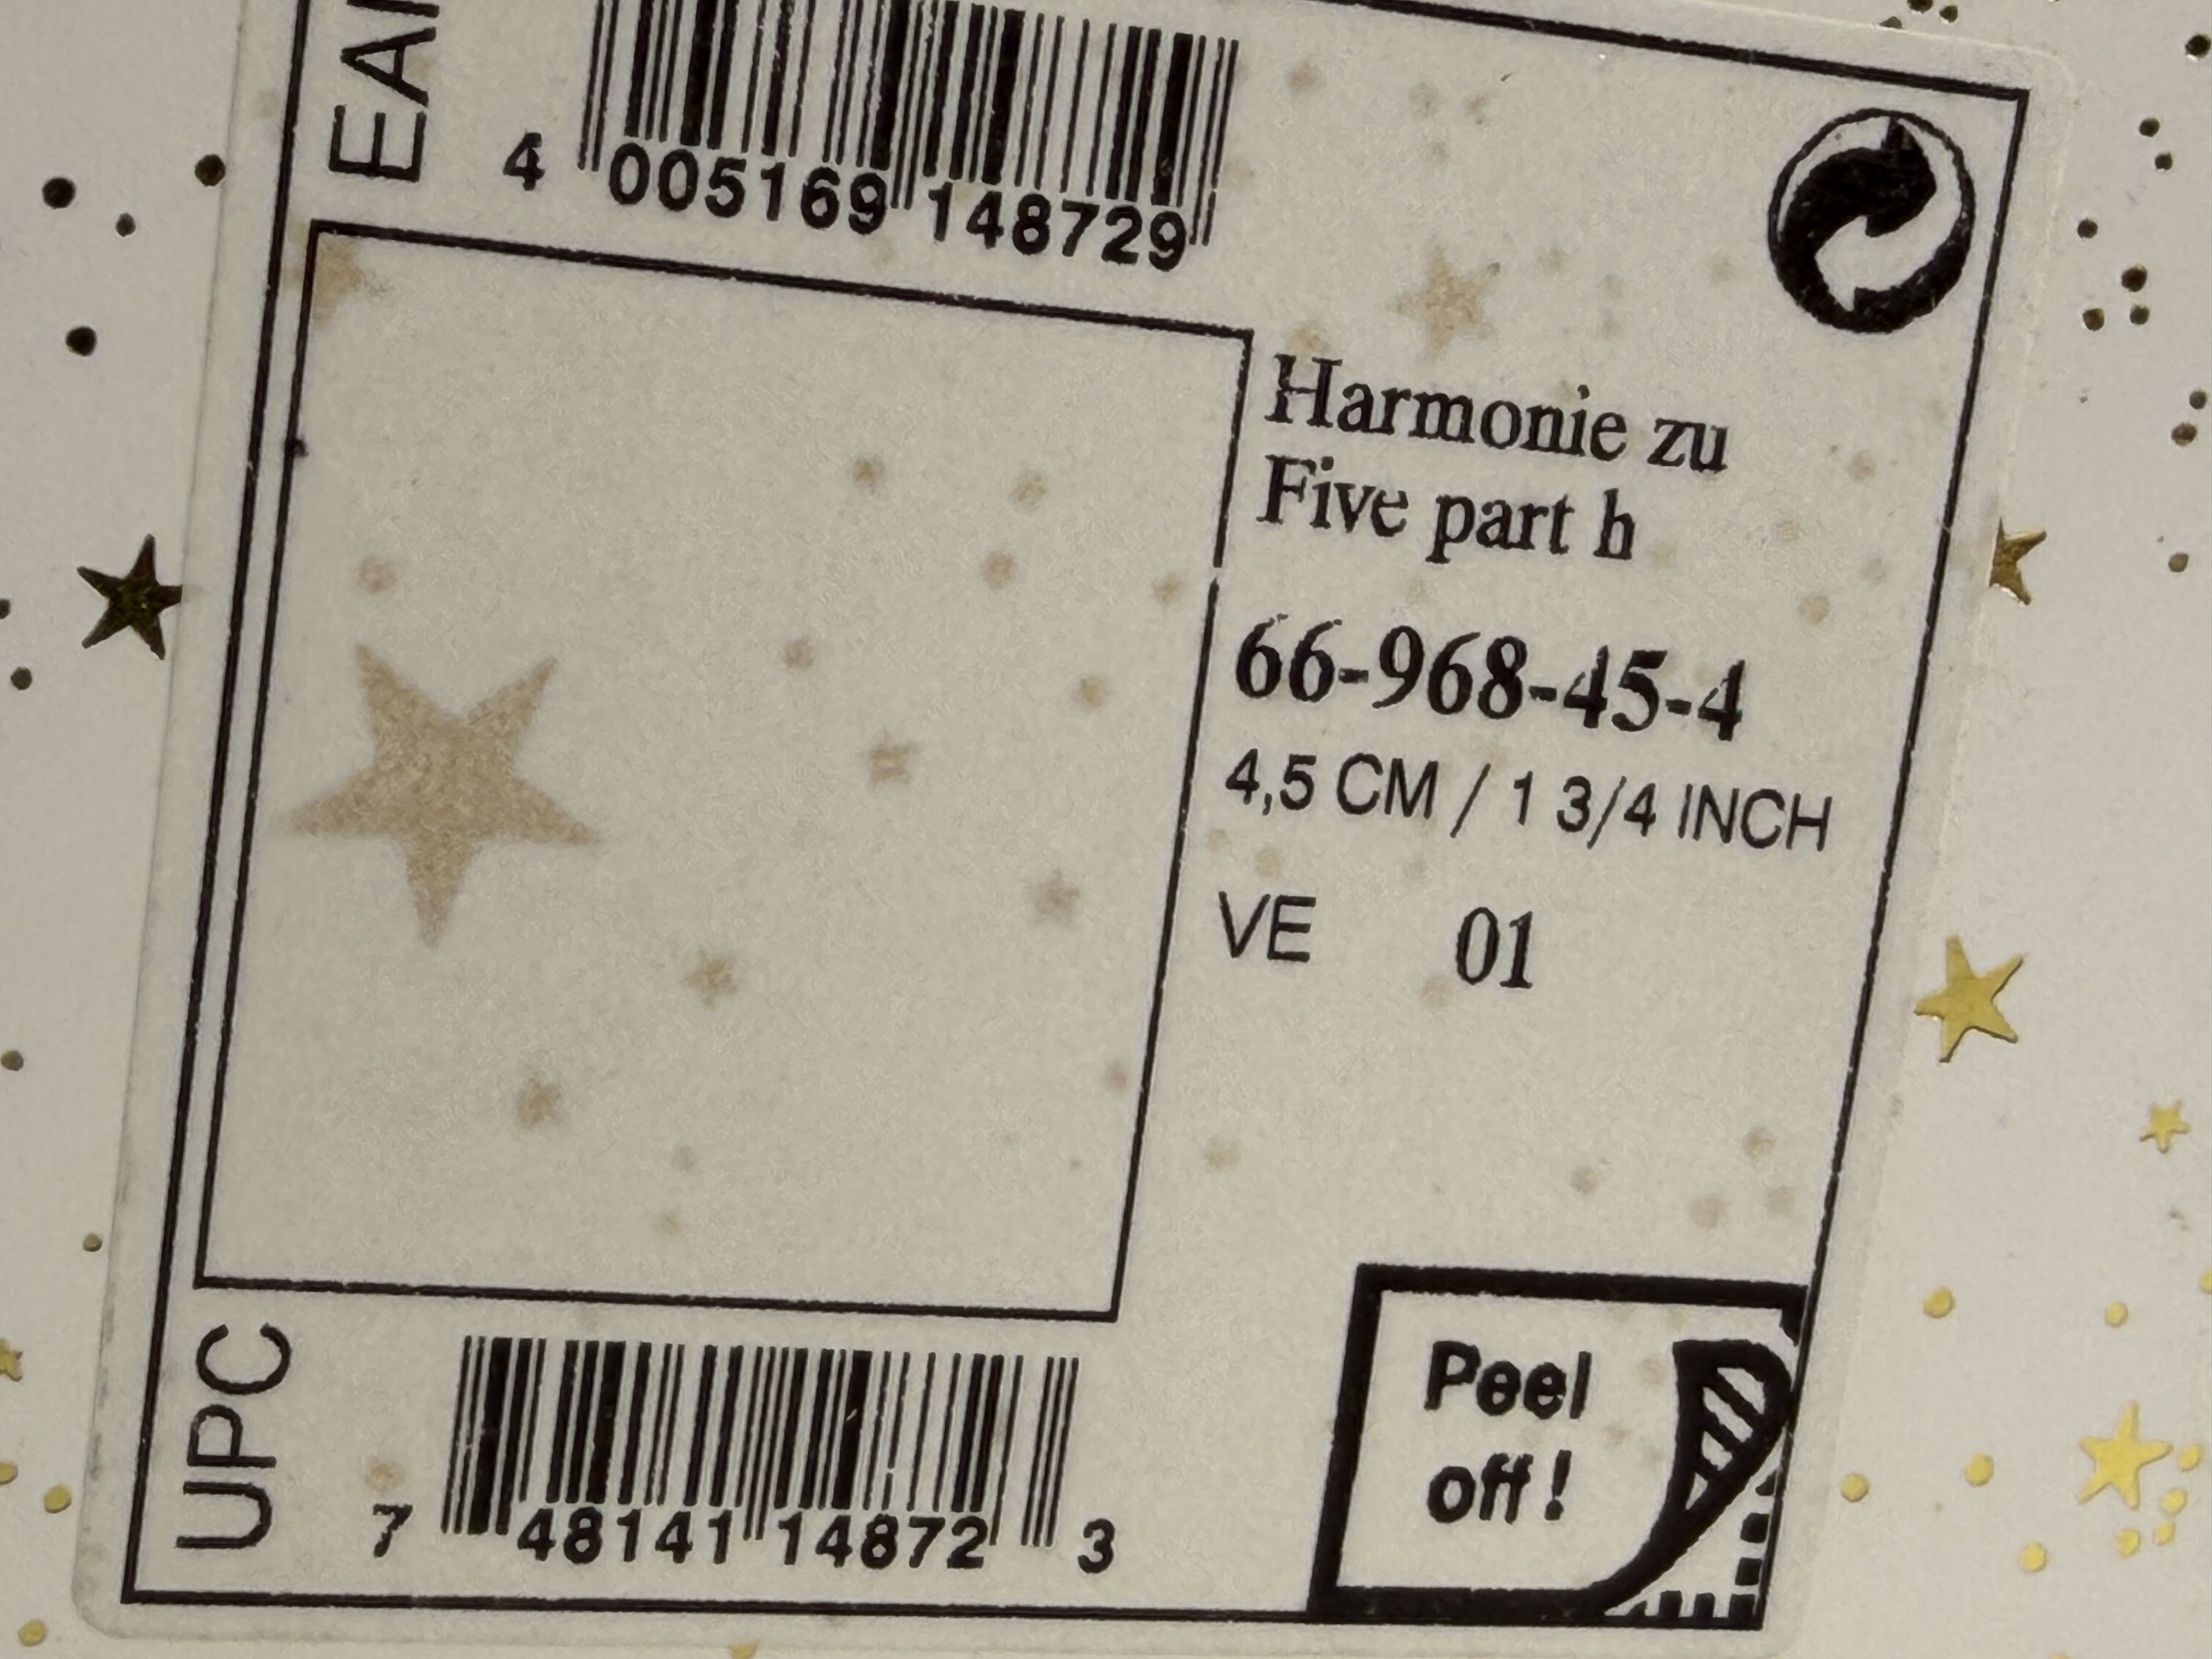 EAN
4 005169 148729
Harmonie zu
Five part h
66-968-45-4
4,5 CM / 1 3/4 INCH
VE 01
UPC
7 48141 14872 3
Peel
off!